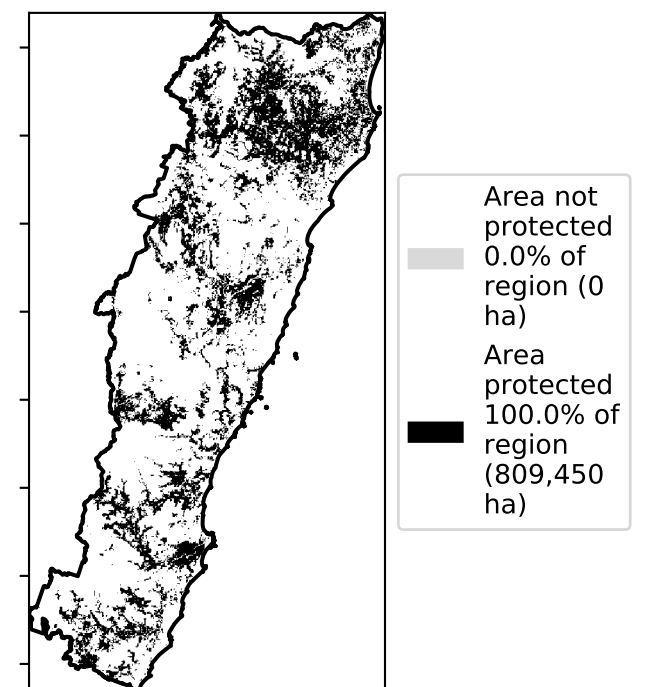 Area not
protected
0.0% of
region (0
ha)
Area
protected
100.0% of
region
(809,450
ha)